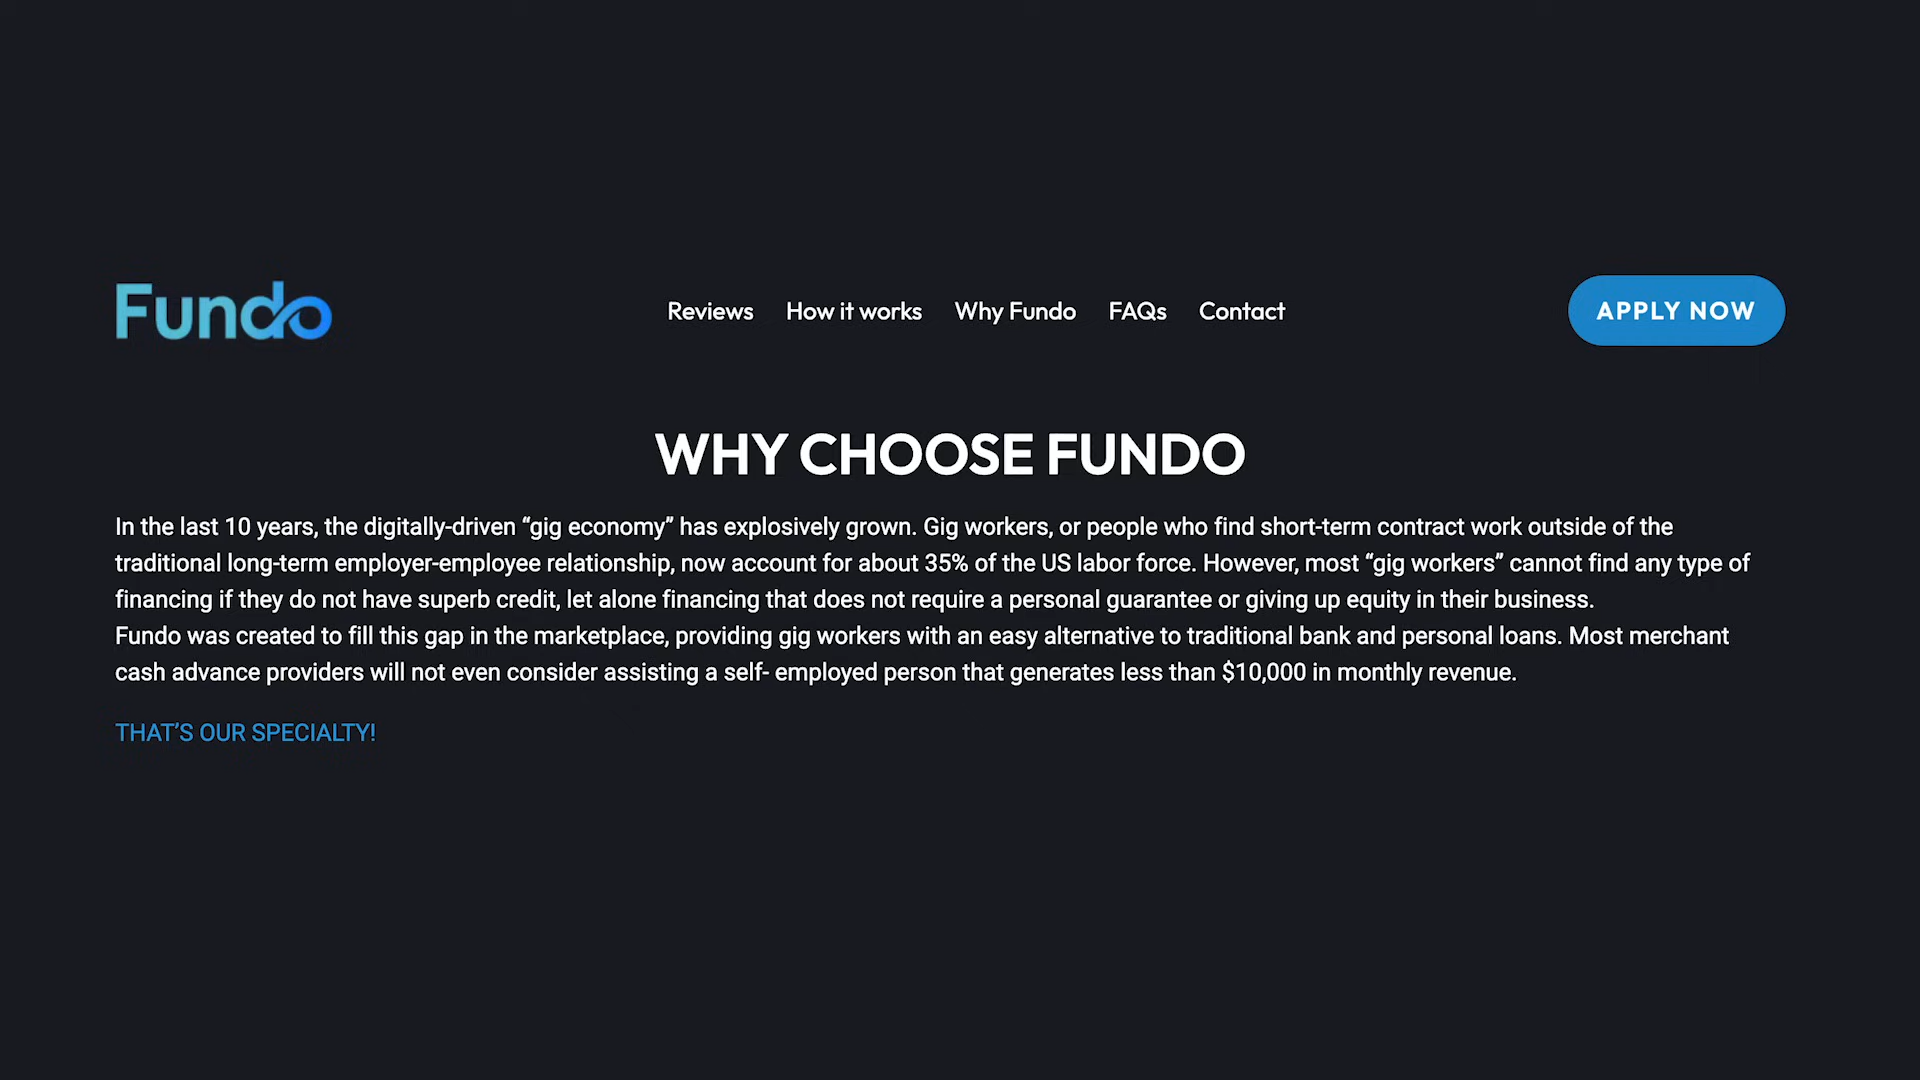 Fundo
Reviews How it works Why Fundo FAQs Contact
APPLY NOW
WHY CHOOSE FUNDO
In the last 10 years, the digitally-driven “gig economy” has explosively grown. Gig workers, or people who find short-term contract work outside of the
traditional long-term employer-employee relationship, now account for about 35% of the US labor force. However, most “gig workers” cannot find any type of
financing if they do not have superb credit, let alone financing that does not require a personal guarantee or giving up equity in their business.
Fundo was created to fill this gap in the marketplace, providing gig workers with an easy alternative to traditional bank and personal loans. Most merchant
cash advance providers will not even consider assisting a self- employed person that generates less than $10,000 in monthly revenue.
THAT’S OUR SPECIALTY!